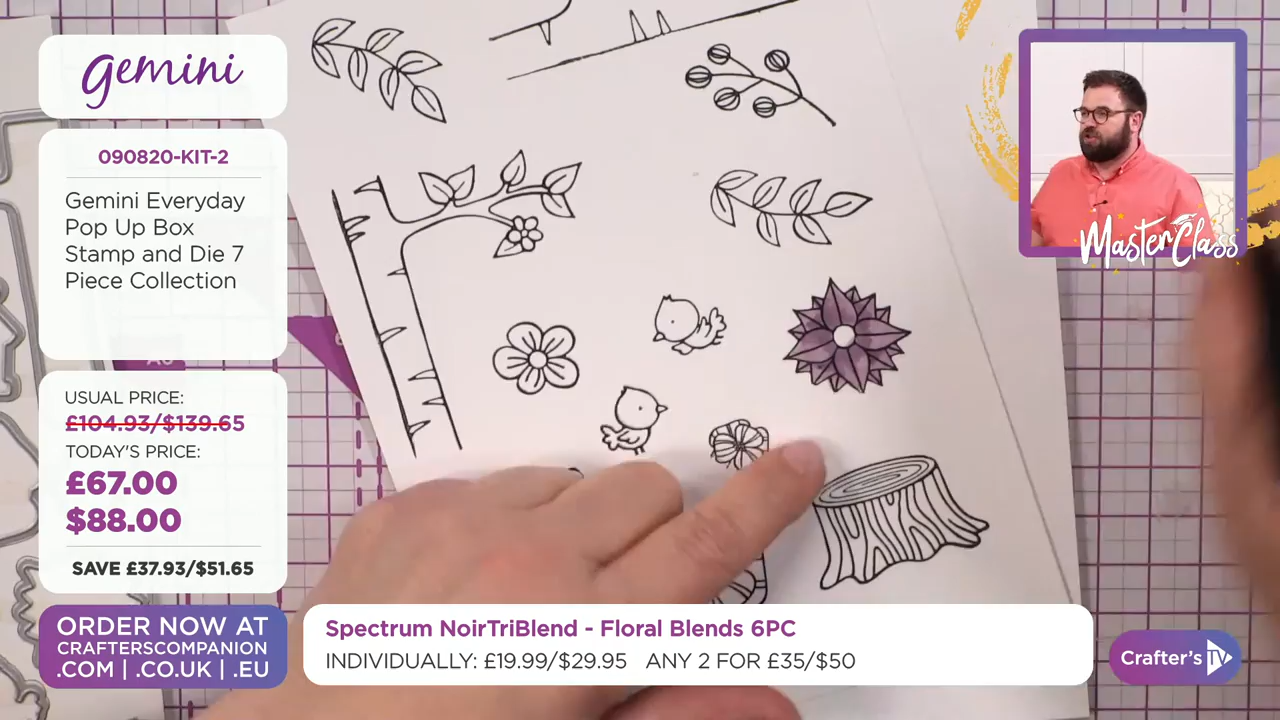 gemini
090820-KIT-2
Gemini Everyday
Pop Up Box
Stamp and Die 7
Piece Collection
USUAL PRICE:
£104.93/$139.65
TODAY'S PRICE:
£67.00
$88.00
SAVE £37.93/$51.65
ORDER NOW AT
CRAFTERSCOMPANION
.COM | .CO.UK | .EU
Spectrum NoirTriBlend - Floral Blends 6PC
INDIVIDUALLY: £19.99/$29.95 ANY 2 FOR £35/$50
MasterClass
Crafter's TV